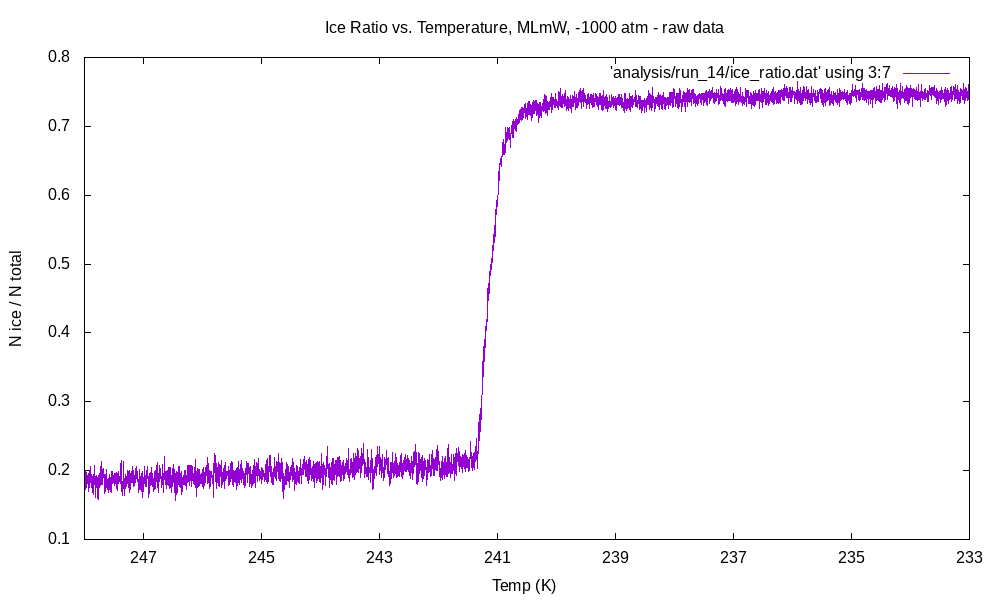 Ice Ratio vs. Temperature, MLmW, -1000 atm - raw data
'analysis/run_14/ice_ratio.dat' using 3:7
N ice / N total
0.8
0.7
0.6
0.5
0.4
0.3
0.2
0.1
247 245 243 241 239 237 235 233
Temp (K)